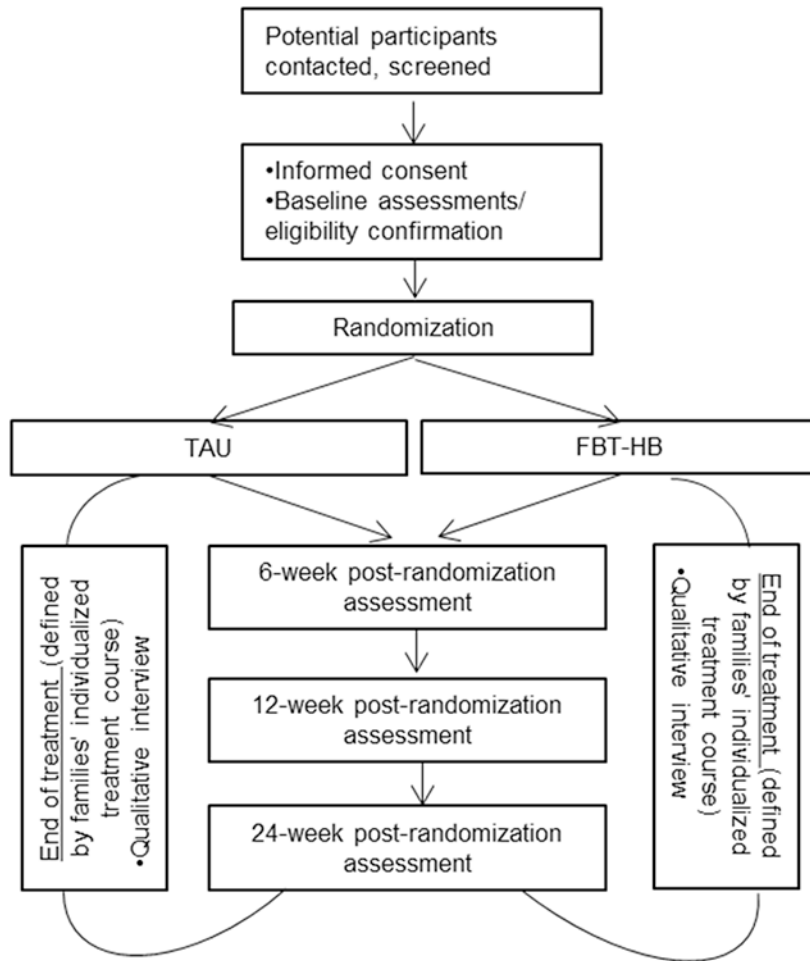 Potential participants
contacted, screened
•Informed consent
•Baseline assessments/
eligibility confirmation
Randomization
TAU
FBT-HB
End of treatment (defined
by families' individualized
treatment course)
•Qualitative interview
6-week post-randomization
assessment
12-week post-randomization
assessment
24-week post-randomization
assessment
End of treatment (defined
by families' individualized
treatment course)
•Qualitative interview